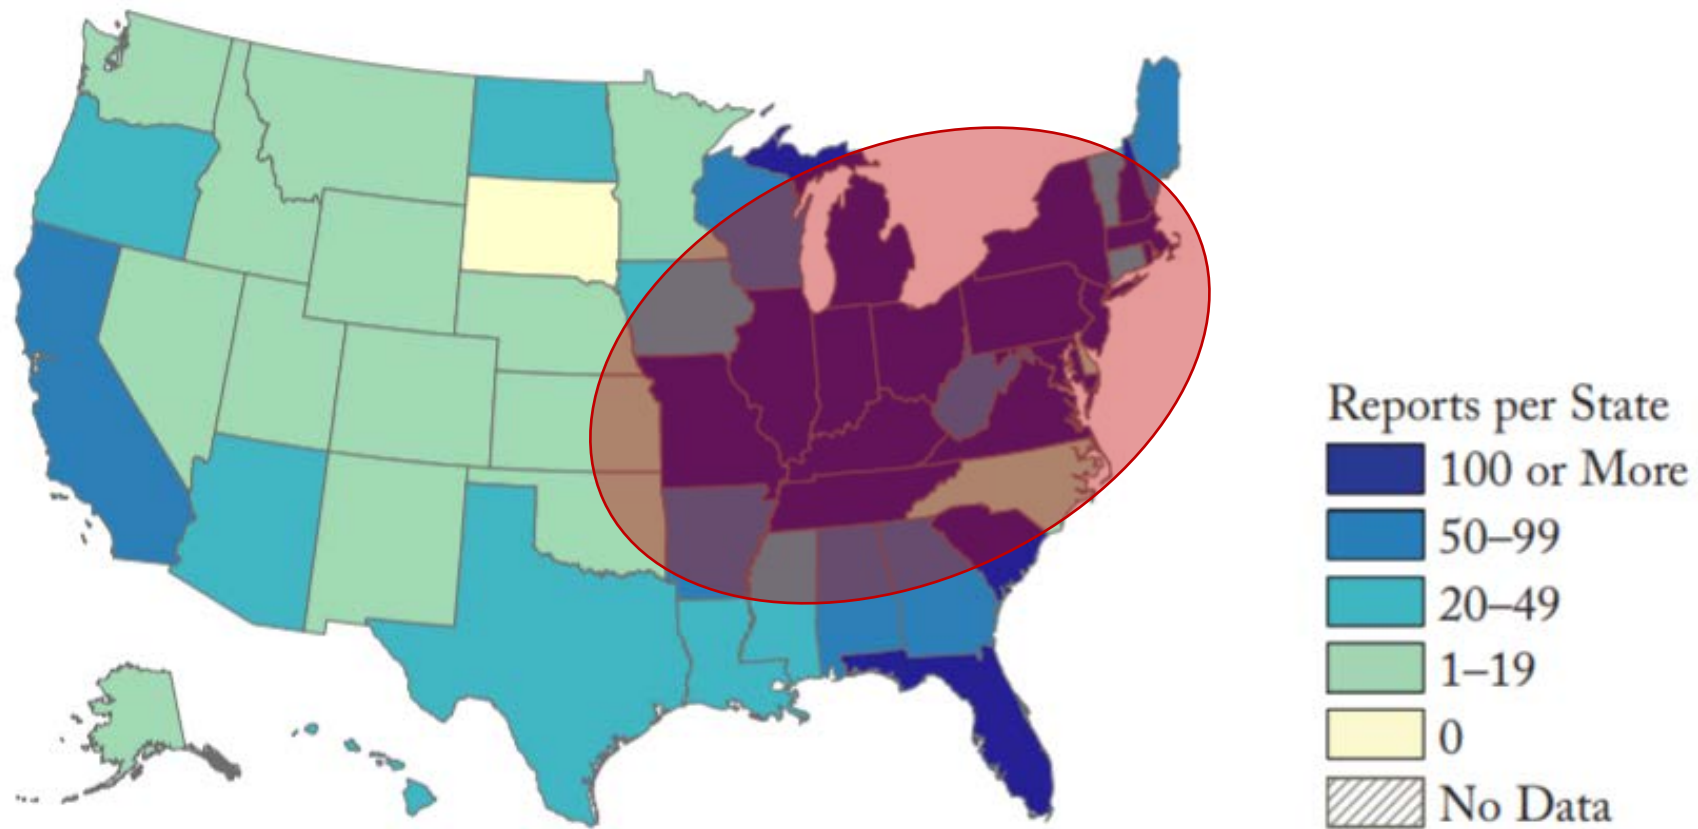 Reports per State
100 or More
50–99
20–49
1–19
0
No Data